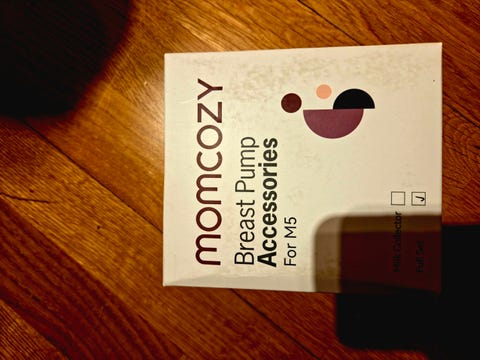 momcozy
Breast Pump
Accessories
For M5
Milk Collector
Full Set